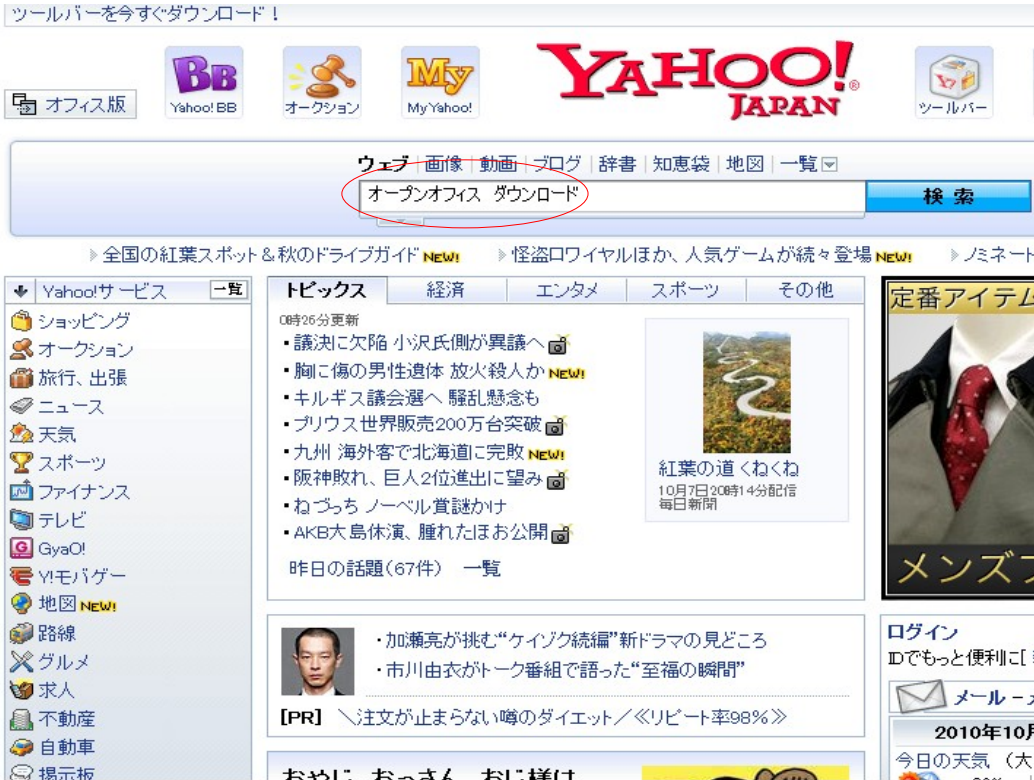 ツールバーを今すぐダウンロード！
オフィス版
BB
Yahoo! BB
オークション
My
My Yahoo!
YAHOO!®
JAPAN
ツールバー
ウェブ | 画像 | 動画 | ブログ | 辞書 | 知恵袋 | 地図 | 一覧
オープンオフィス ダウンロード
検 索
全国の紅葉スポット＆秋のドライブガイド NEW!
怪盗ロワイヤルほか、人気ゲームが続々登場 NEW!
ノミネート
Yahoo!サービス
一覧
ショッピング
オークション
旅行、出張
ニュース
天気
スポーツ
ファイナンス
テレビ
GyaO!
Y!モバゲー
地図 NEW!
路線
グルメ
求人
不動産
自動車
掲示板
トピックス
経済
エンタメ
スポーツ
その他
0時26分更新
・議決に欠陥 小沢氏側が異議へ
・胸に傷の男性遺体 放火殺人か NEW!
・キルギス議会選へ 騒乱懸念も
・プリウス世界販売200万台突破
・九州 海外客で北海道に完敗 NEW!
・阪神敗れ、巨人2位進出に望み
・ねづっち ノーベル賞謎かけ
・AKB大島休演、腫れたほお公開
昨日の話題(67件)
一覧
紅葉の道 くねくね
10月7日20時14分配信
毎日新聞
・加瀬亮が挑む“ケイゾク続編”新ドラマの見どころ
・市川由衣がトーク番組で語った“至福の瞬間”
[PR] ＼注文が止まらない噂のダイエット／≪リピート率98％≫
おやじ、おっさん、おじ様は
定番アイテム
メンズ
ログイン
IDでもっと便利に[
メール -
2010年10月
今日の天気 (大